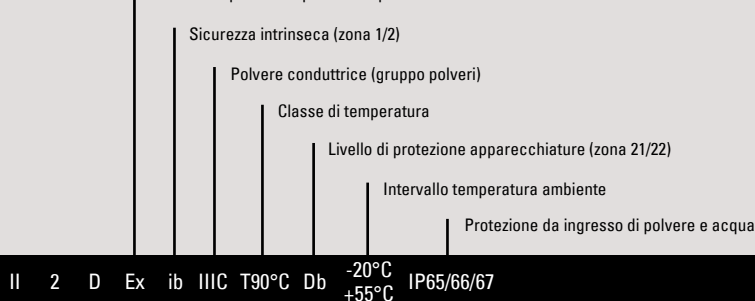 Sicurezza intrinseca (zona 1/2)
Polvere conduttrice (gruppo polveri)
Classe di temperatura
Livello di protezione apparecchiature (zona 21/22)
Intervallo temperatura ambiente
Protezione da ingresso di polvere e acqua
II 2 D Ex ib IIIC T90°C Db -20°C +55°C IP65/66/67